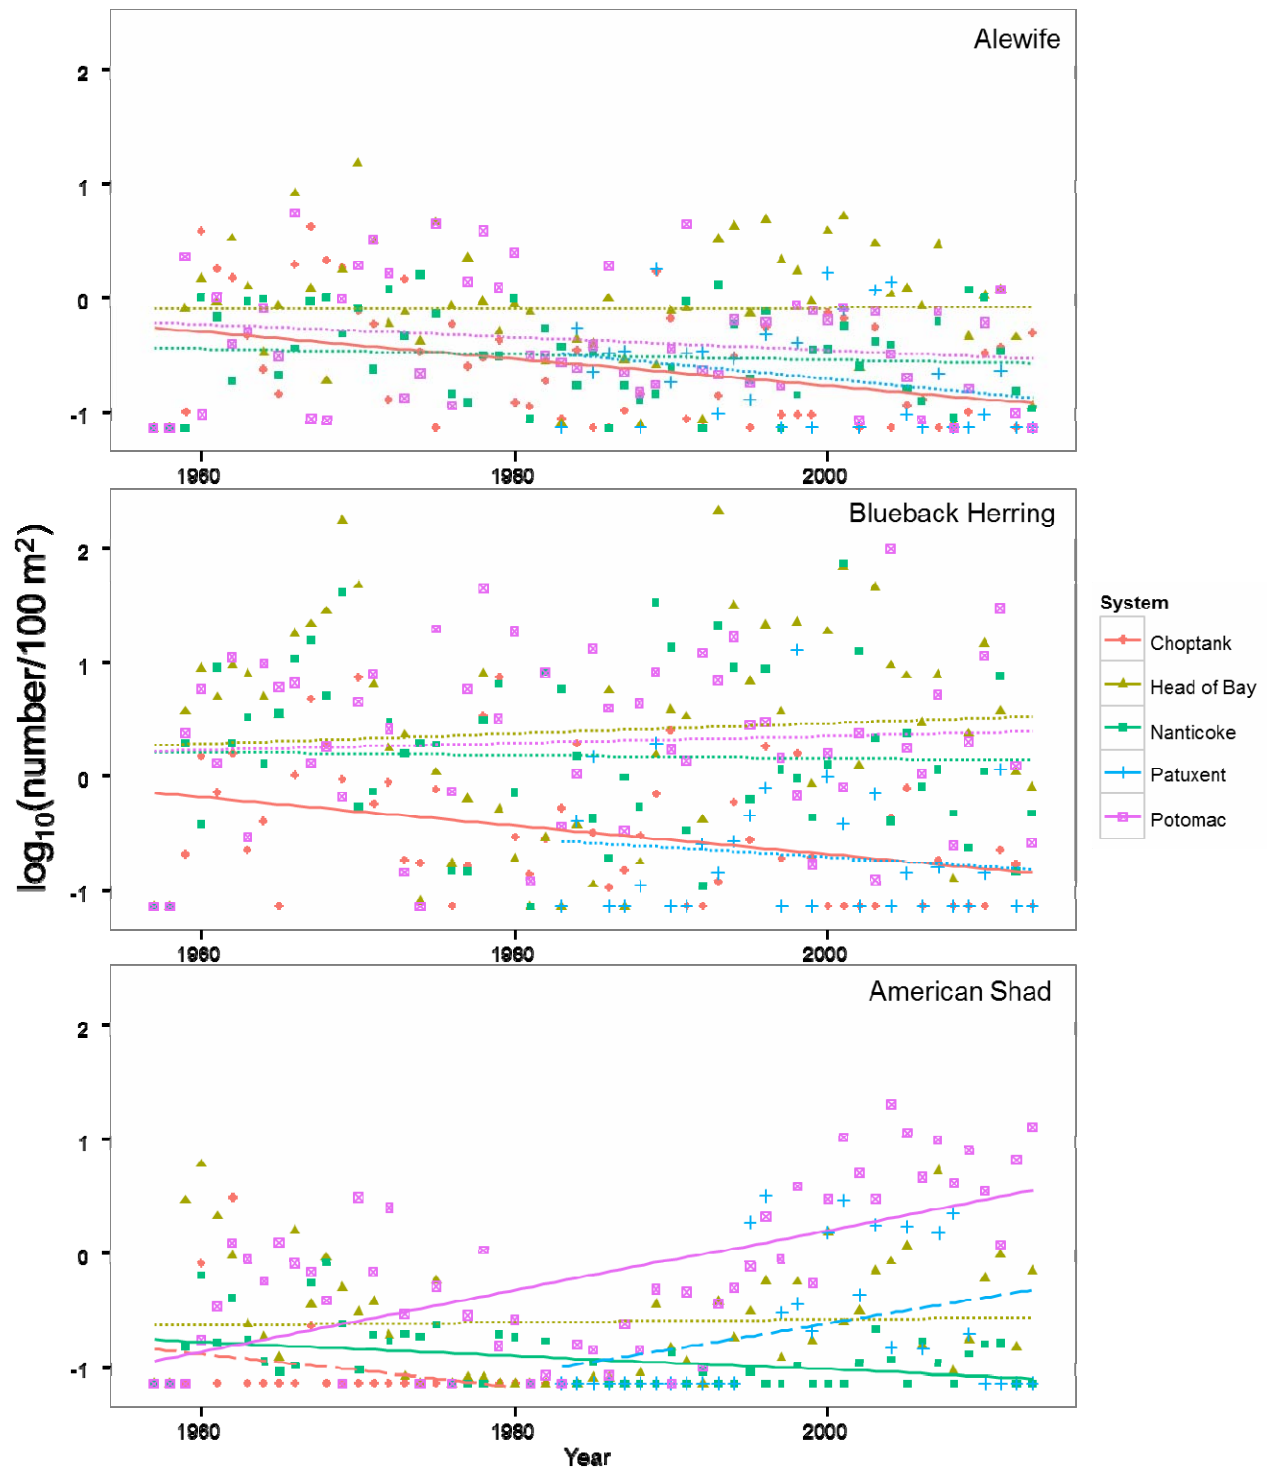 Alewife
2
1
0
-1
1960 1980 2000
Blueback Herring
2
1
0
-1
1960 1980 2000
American Shad
2
1
0
-1
1960 1980 2000
Year
log10(number/100 m²)
System
Choptank
Head of Bay
Nanticoke
Patuxent
Potomac